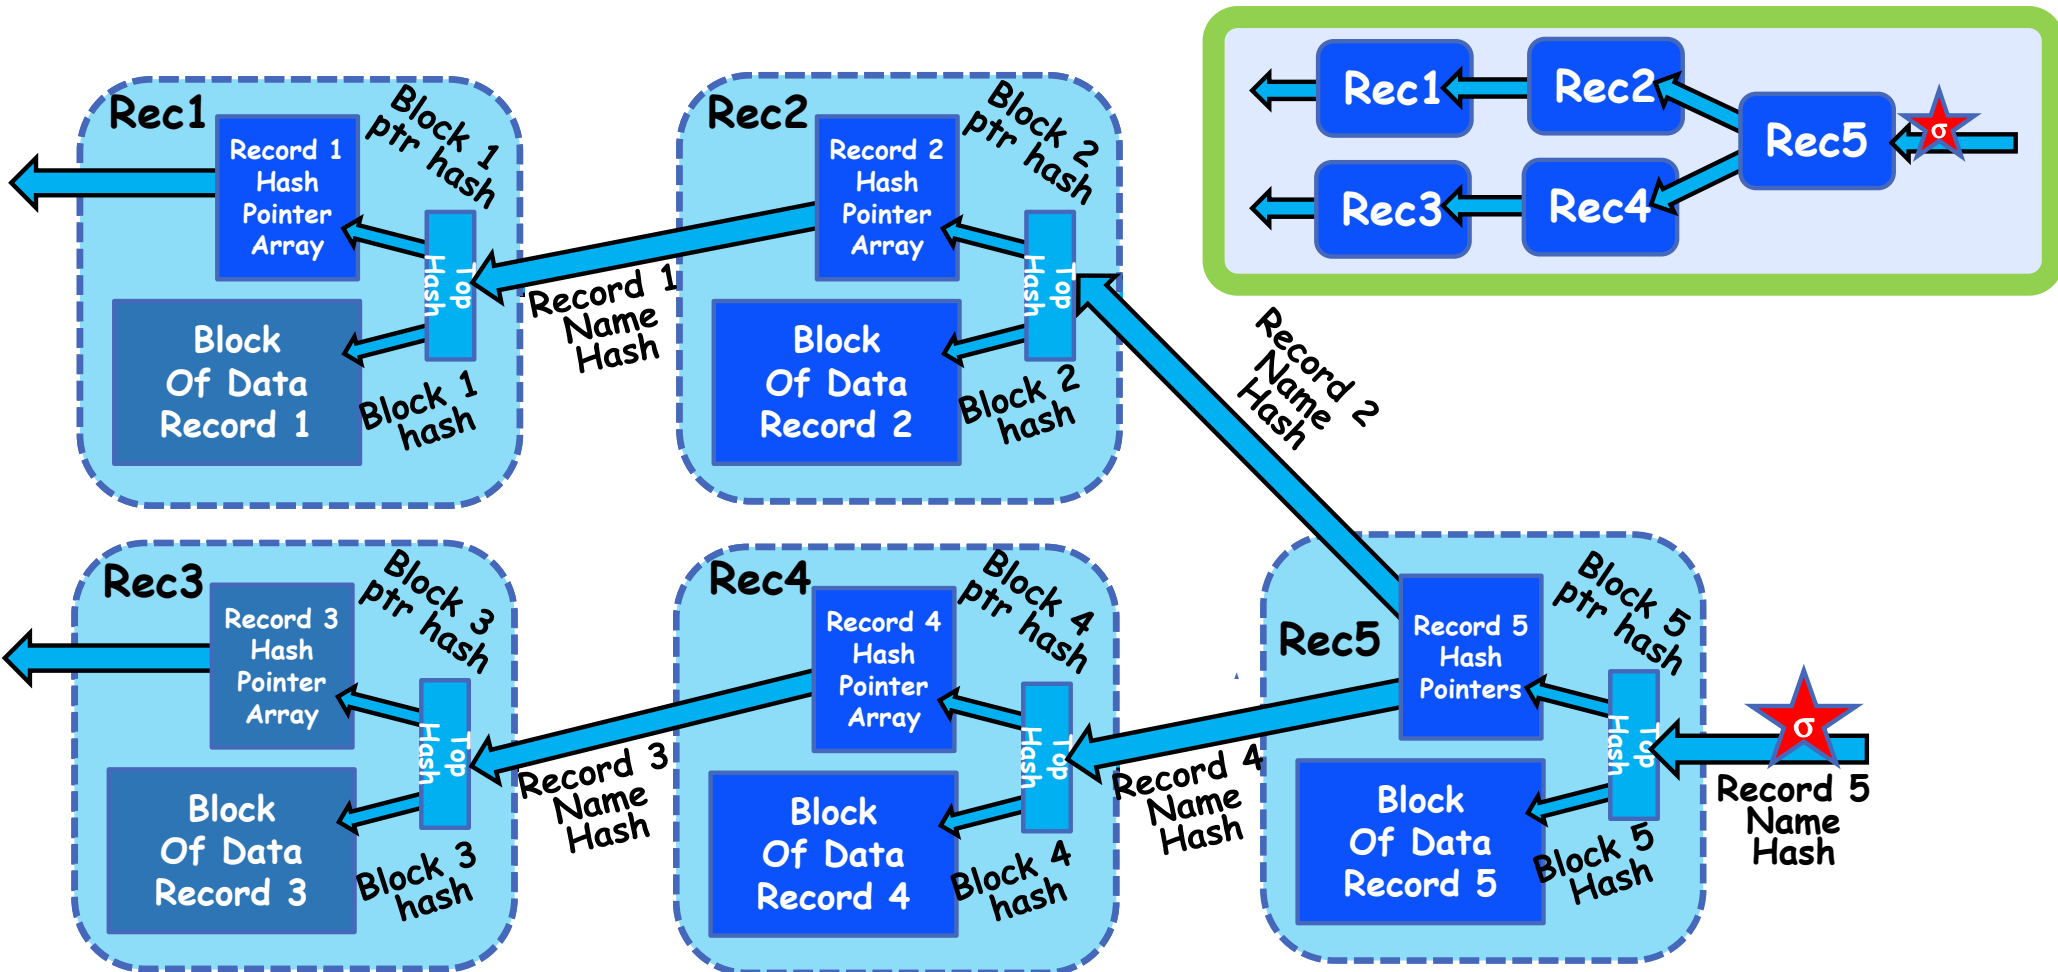 Rec1
Block 1
ptr hash
Record 1
Hash
Pointer
Array
Top
Hash
Block
Of Data
Record 1
Block 1
hash
Record 1
Name
Hash
Rec2
Block 2
ptr hash
Record 2
Hash
Pointer
Array
Top
Hash
Block
Of Data
Record 2
Block 2
hash
Record 2
Name
Hash
Rec1
Rec2
Rec3
Rec4
Rec5
σ
Rec3
Block 3
ptr hash
Record 3
Hash
Pointer
Array
Top
Hash
Block
Of Data
Record 3
Block 3
hash
Record 3
Name
Hash
Rec4
Block 4
ptr hash
Record 4
Hash
Pointer
Array
Top
Hash
Block
Of Data
Record 4
Block 4
hash
Record 4
Name
Hash
Rec5
Block 5
ptr hash
Record 5
Hash
Pointers
Top
Hash
Block
Of Data
Record 5
Block 5
Hash
σ
Record 5
Name
Hash